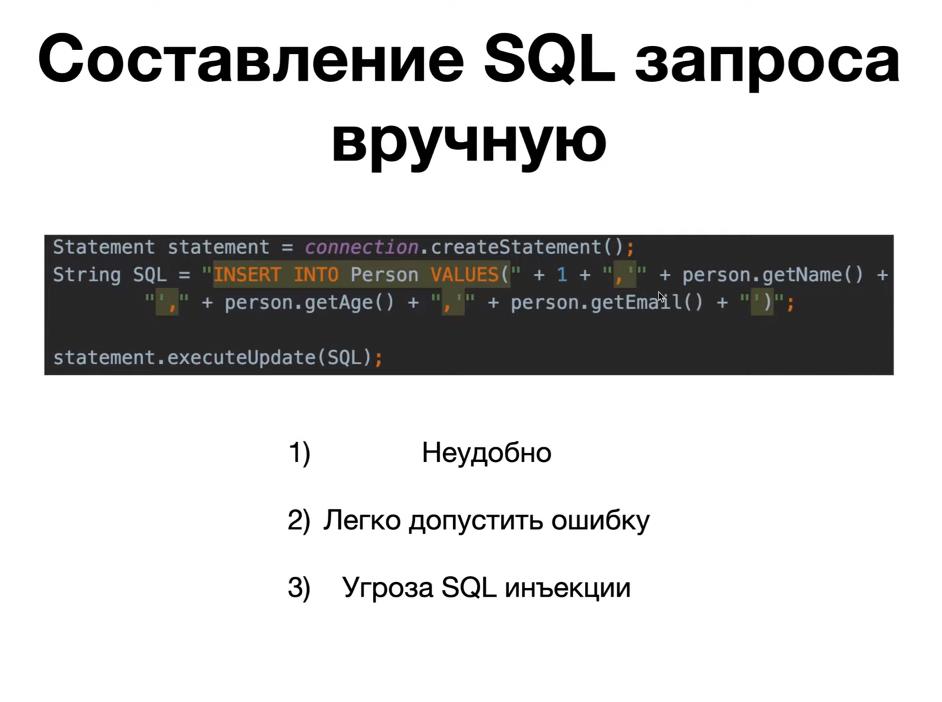 Составление SQL запроса
вручную
Statement statement = connection.createStatement();
String SQL = "INSERT INTO Person VALUES(" + 1 + ",'" + person.getName() +
"'," + person.getAge() + ",'" + person.getEmail() + "')";
statement.executeUpdate(SQL);
1) Неудобно
2) Легко допустить ошибку
3) Угроза SQL инъекции